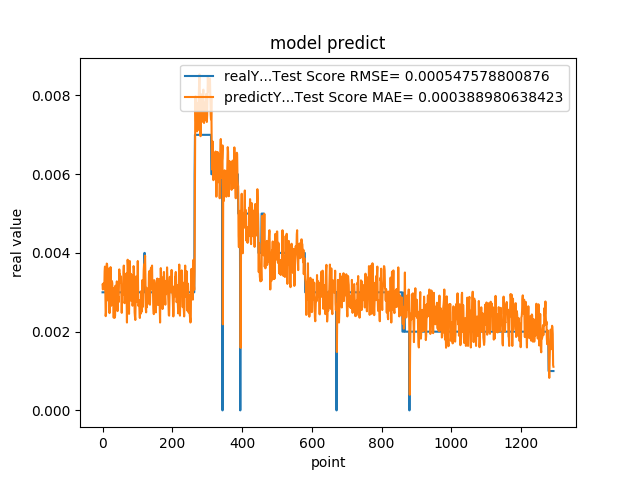 model predict
realY...Test Score RMSE= 0.000547578800876
predictY...Test Score MAE= 0.000388980638423
real value
0.008
0.006
0.004
0.002
0.000
0 200 400 600 800 1000 1200
point